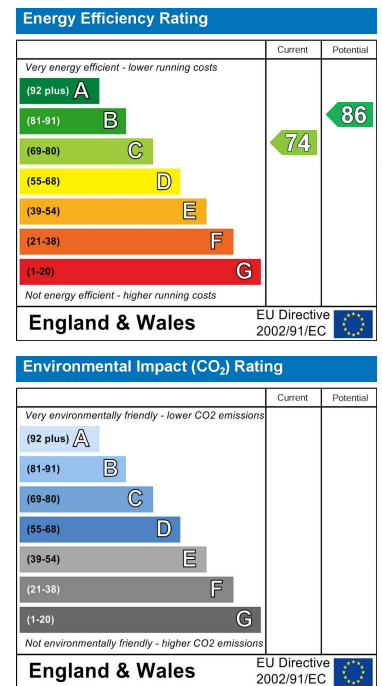 Energy Efficiency Rating
Current Potential
Very energy efficient - lower running costs
(92 plus) A
(81-91) B
(69-80) C
(55-68) D
(39-54) E
(21-38) F
(1-20) G
74
86
Not energy efficient - higher running costs
England & Wales
EU Directive
2002/91/EC
Environmental Impact (CO₂) Rating
Current Potential
Very environmentally friendly - lower CO2 emissions
(92 plus) A
(81-91) B
(69-80) C
(55-68) D
(39-54) E
(21-38) F
(1-20) G
Not environmentally friendly - higher CO2 emissions
England & Wales
EU Directive
2002/91/EC